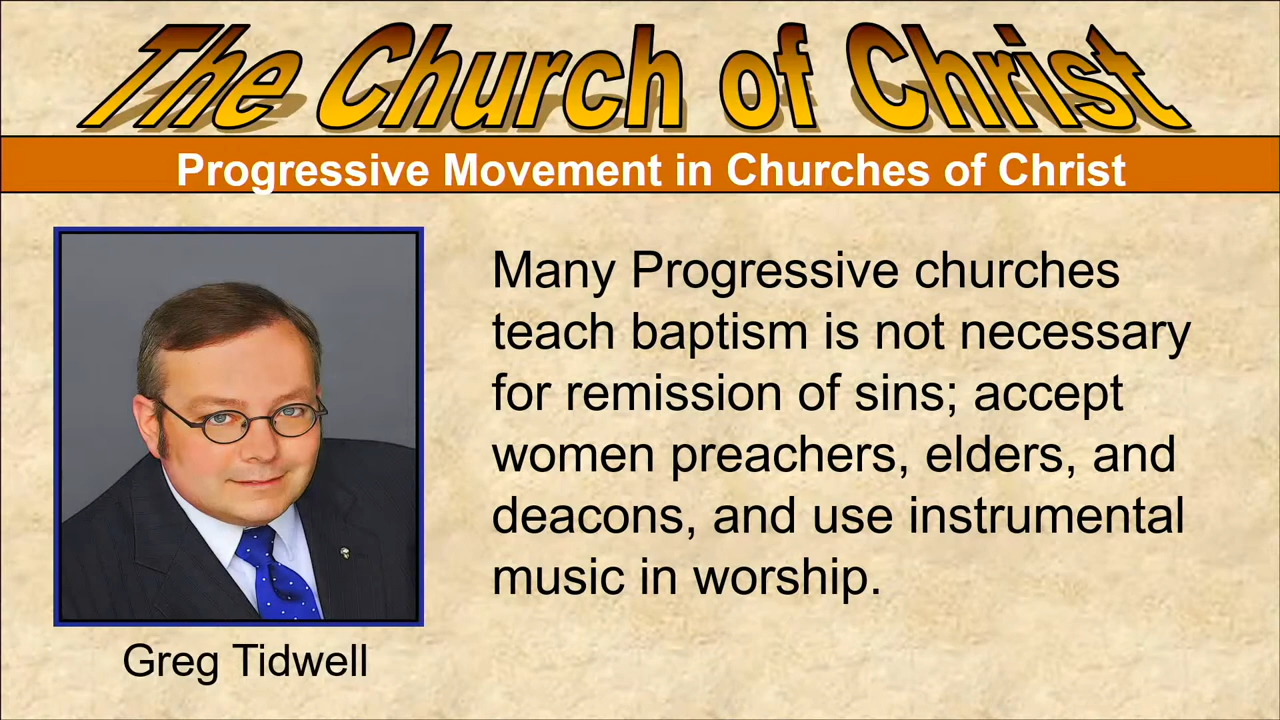 The Church of Christ
Progressive Movement in Churches of Christ
Many Progressive churches
teach baptism is not necessary
for remission of sins; accept
women preachers, elders, and
deacons, and use instrumental
music in worship.
Greg Tidwell